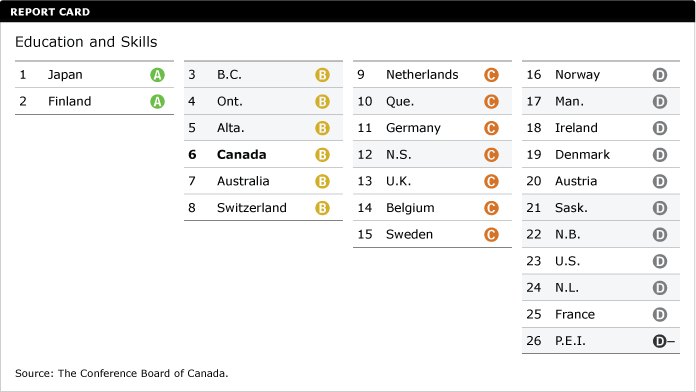 REPORT CARD
Education and Skills
1 Japan A
2 Finland A
3 B.C. B
4 Ont. B
5 Alta. B
6 Canada B
7 Australia B
8 Switzerland B
9 Netherlands C
10 Que. C
11 Germany C
12 N.S. C
13 U.K. C
14 Belgium C
15 Sweden C
16 Norway D
17 Man. D
18 Ireland D
19 Denmark D
20 Austria D
21 Sask. D
22 N.B. D
23 U.S. D
24 N.L. D
25 France D
26 P.E.I. D–
Source: The Conference Board of Canada.